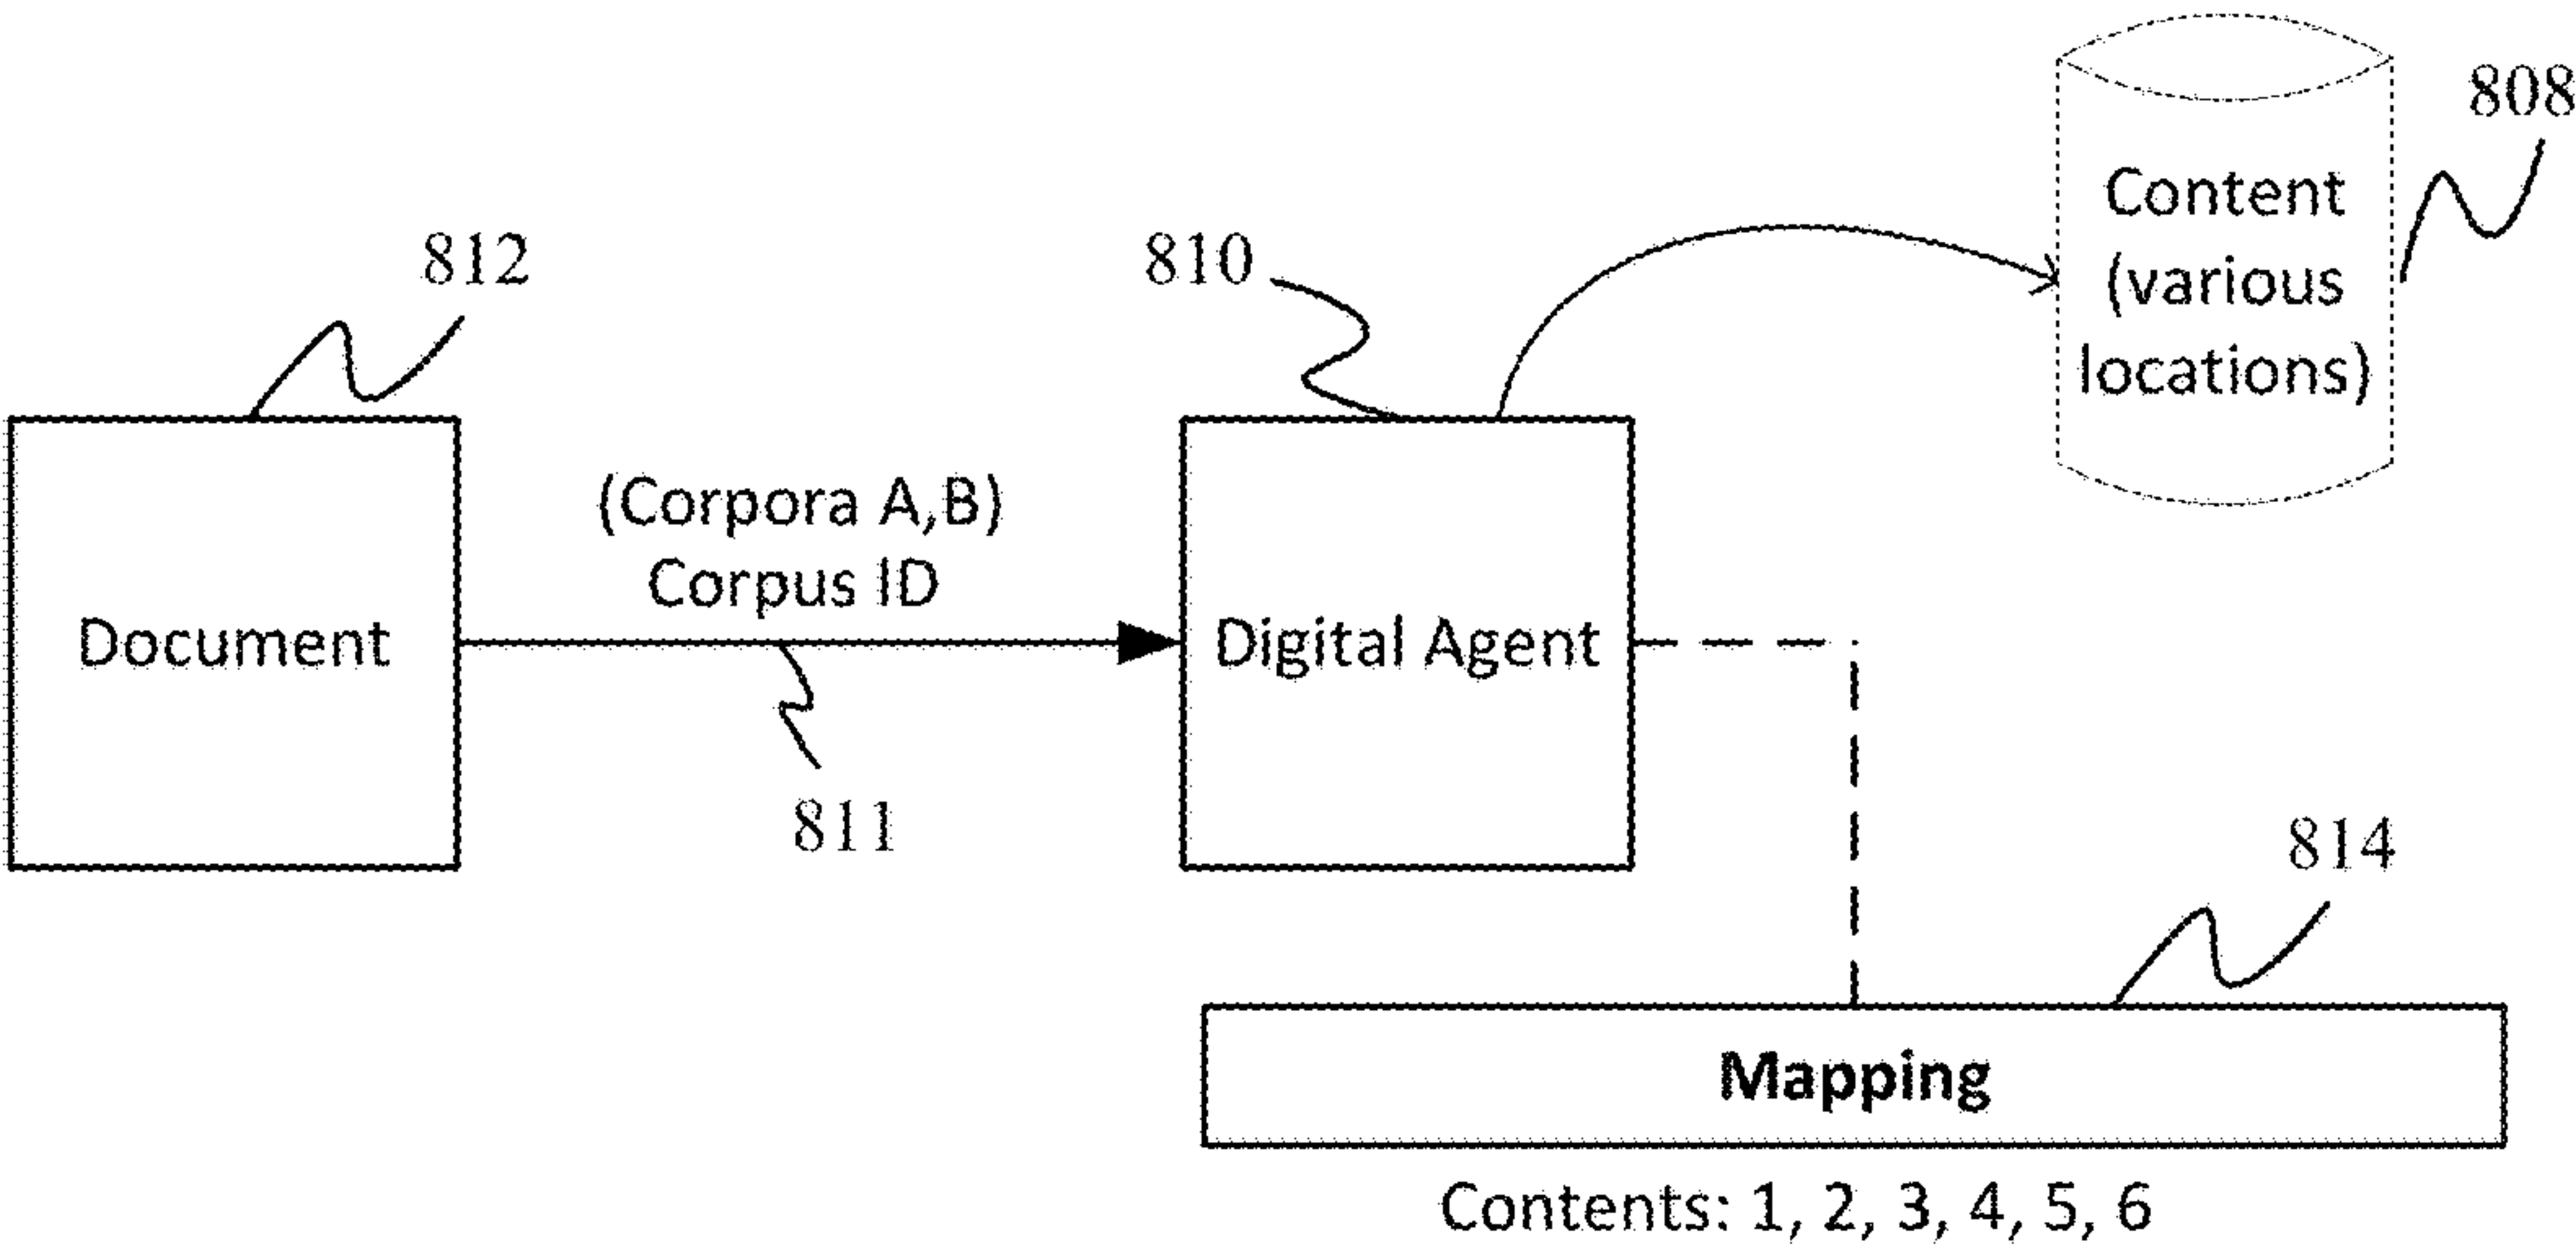 808
Content
(various
locations)
812
810
(Corpora A,B)
Corpus ID
Document
Digital Agent
811
814
Mapping
Contents: 1, 2, 3, 4, 5, 6